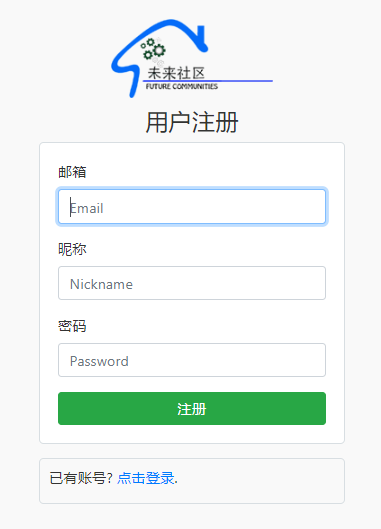 未来社区
FUTURE COMMUNITIES
用户注册
邮箱
Email
昵称
Nickname
密码
Password
注册
已有账号? 点击登录.